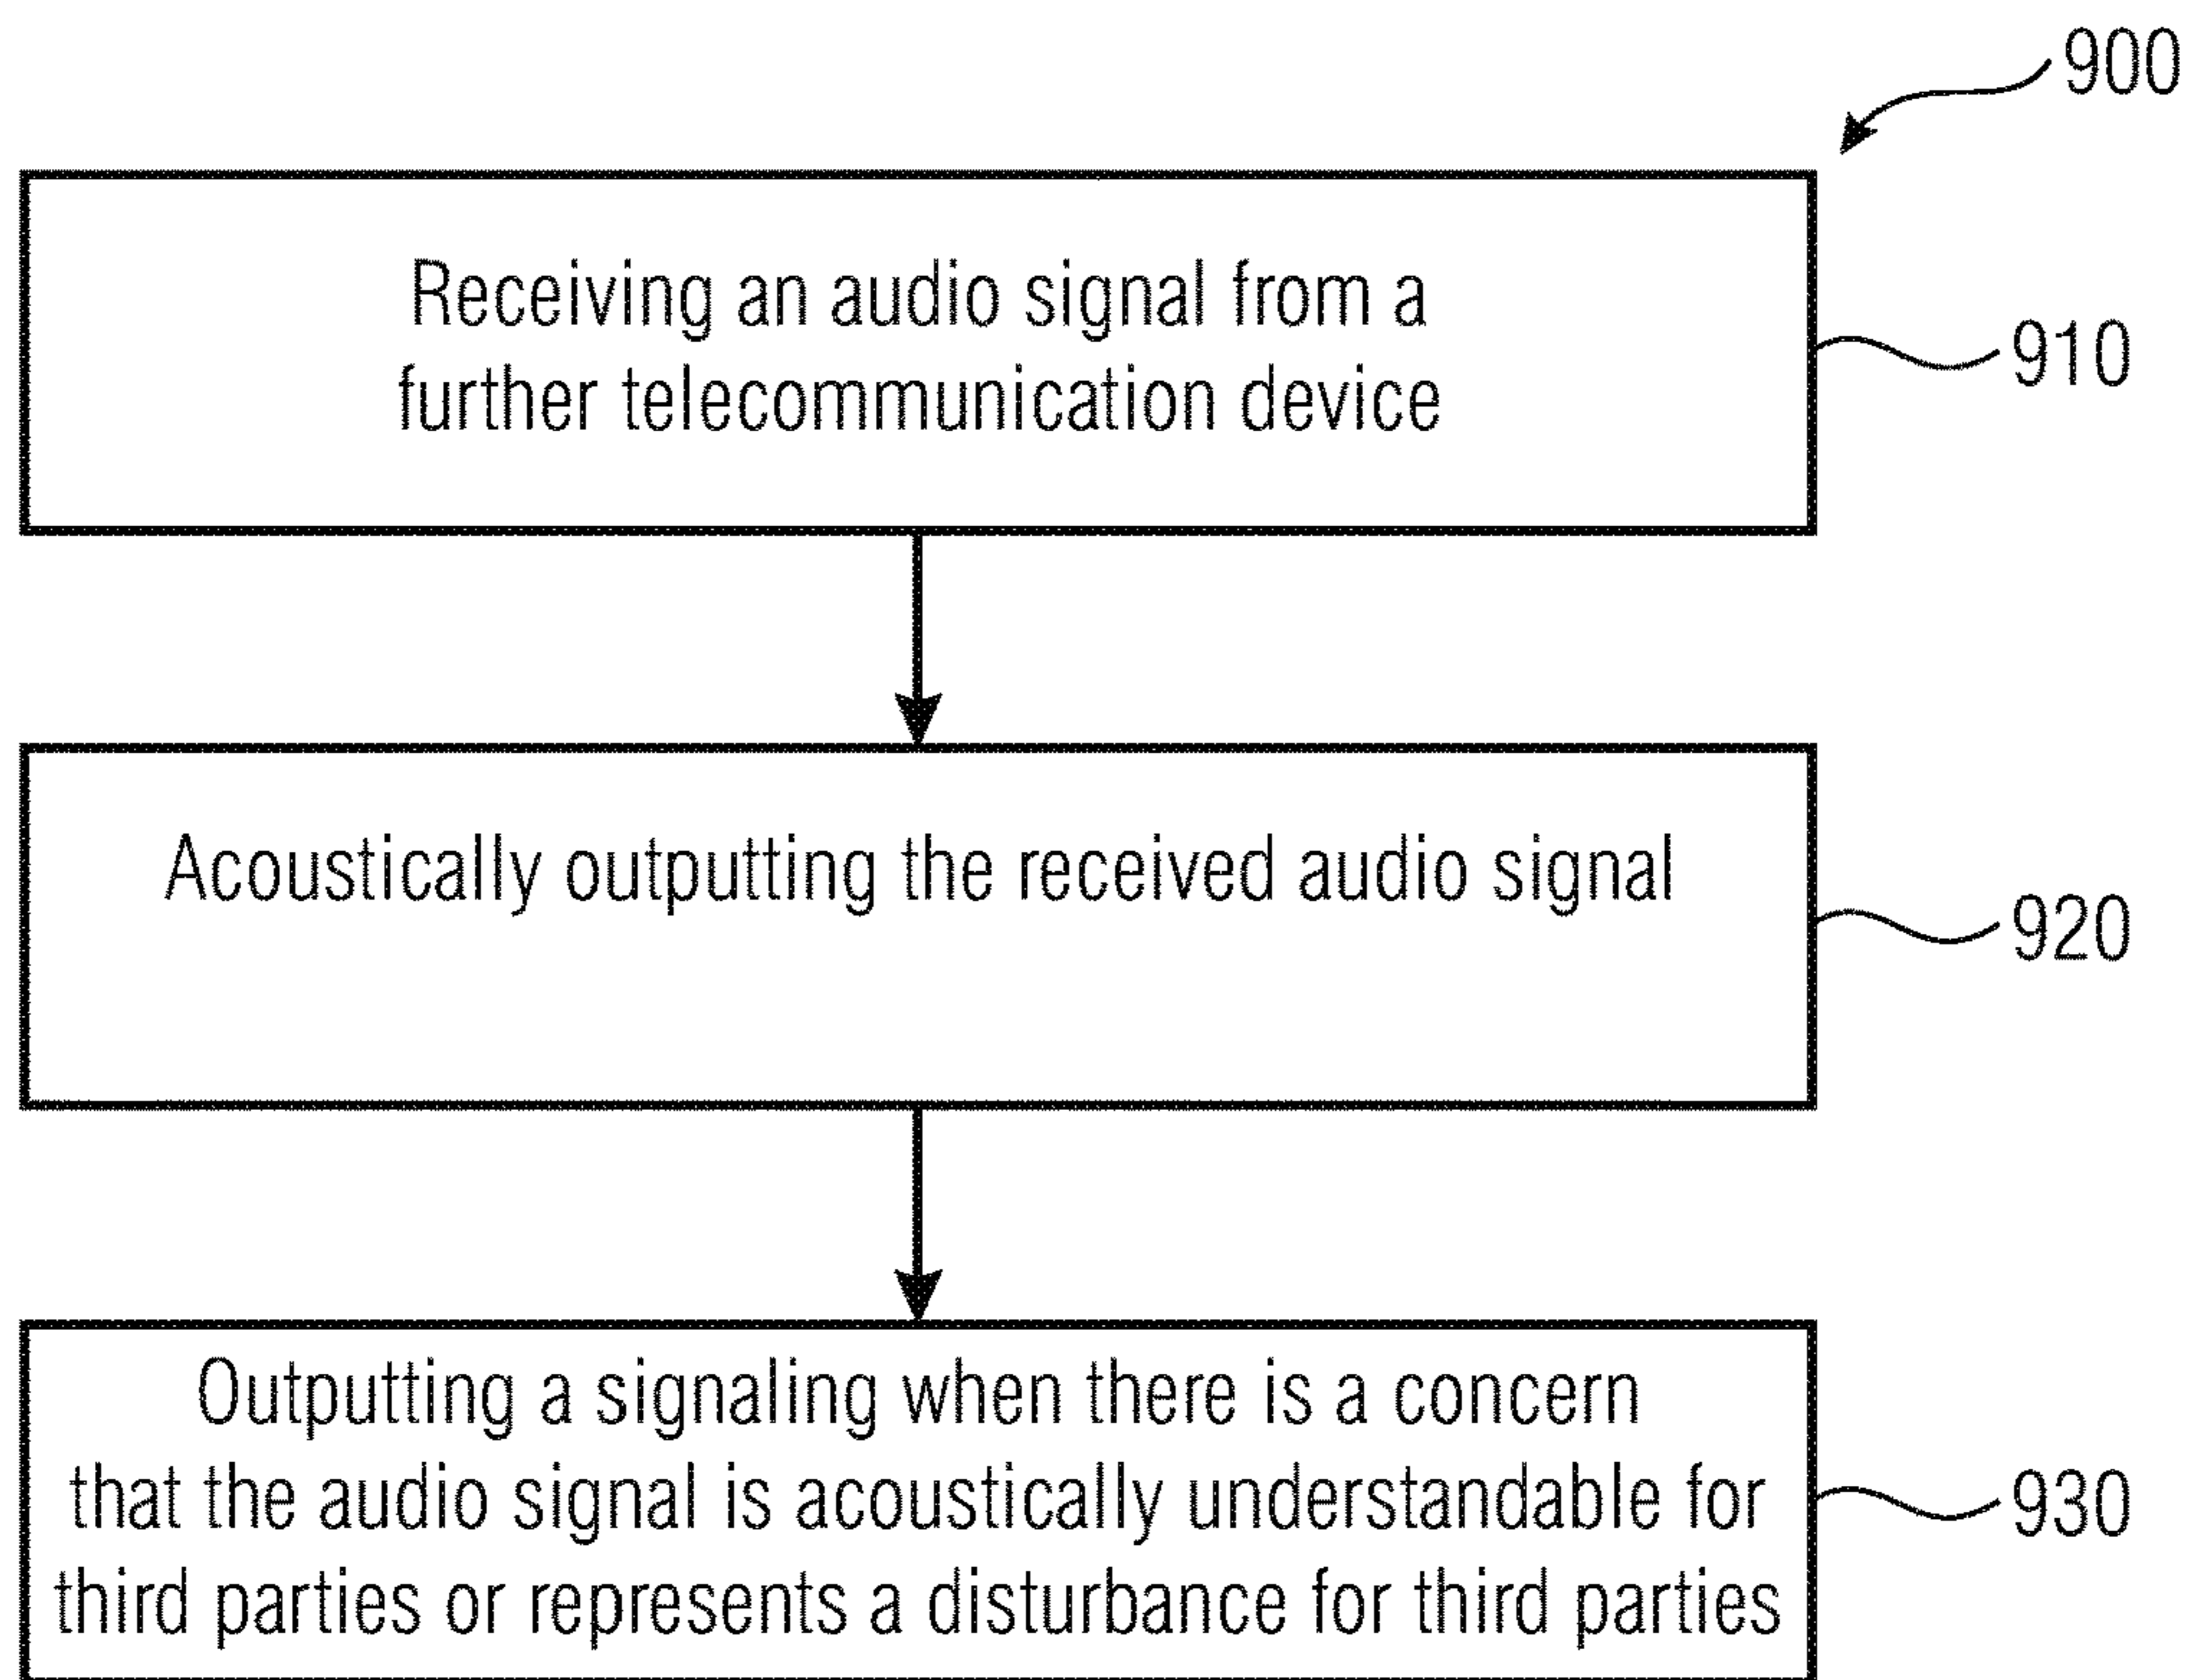 900
Receiving an audio signal from a
further telecommunication device
910
Acoustically outputting the received audio signal
920
Outputting a signaling when there is a concern
that the audio signal is acoustically understandable for
third parties or represents a disturbance for third parties
930